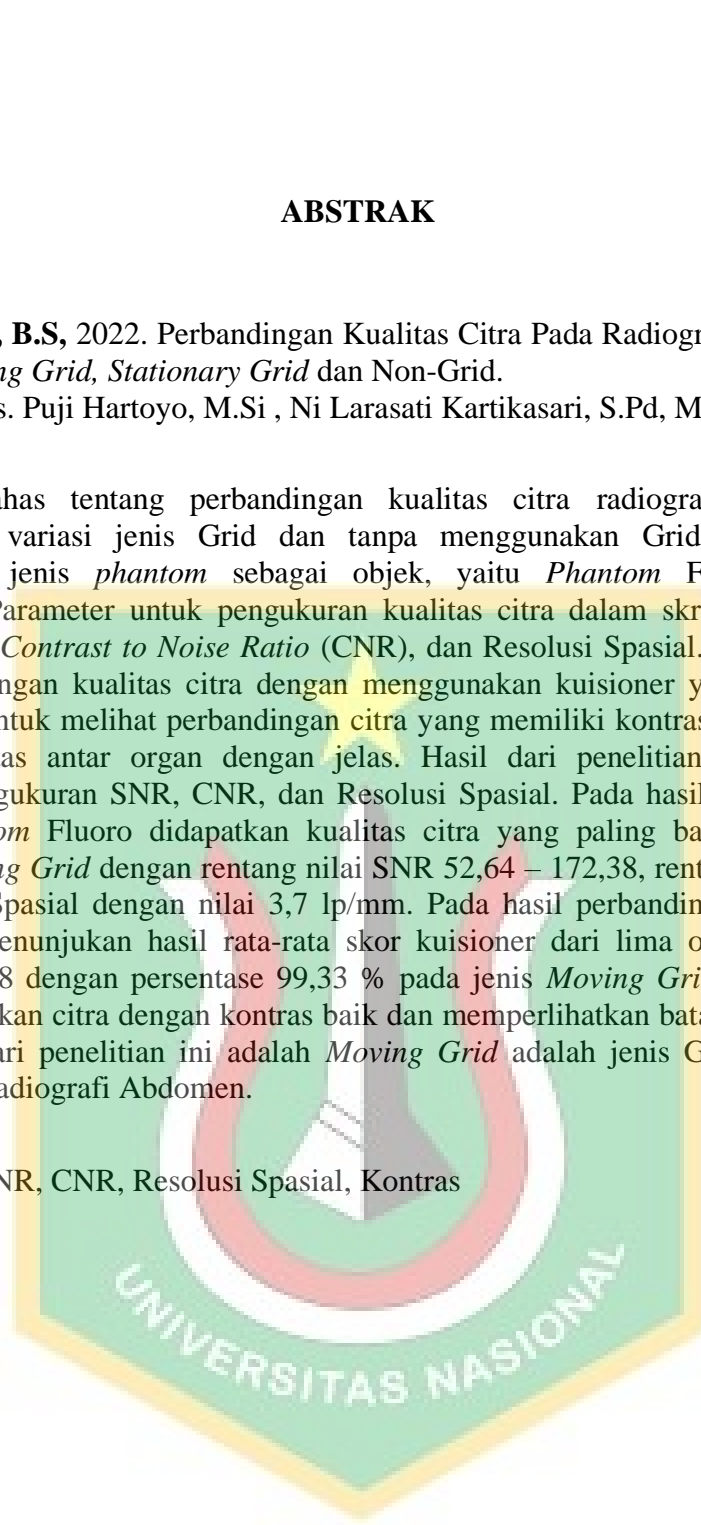 ABSTRAK
, B.S, 2022. Perbandingan Kualitas Citra Pada Radiogr
ng Grid, Stationary Grid dan Non-Grid.
s. Puji Hartoyo, M.Si , Ni Larasati Kartikasari, S.Pd, M
ahas tentang perbandingan kualitas citra radiogra
variasi jenis Grid dan tanpa menggunakan Grid
jenis phantom sebagai objek, yaitu Phantom F
Parameter untuk pengukuran kualitas citra dalam skr
Contrast to Noise Ratio (CNR), dan Resolusi Spasial.
ngan kualitas citra dengan menggunakan kuisioner y
ntuk melihat perbandingan citra yang memiliki kontras
tas antar organ dengan jelas. Hasil dari penelitian
gukuran SNR, CNR, dan Resolusi Spasial. Pada hasil
om Fluoro didapatkan kualitas citra yang paling ba
ng Grid dengan rentang nilai SNR 52,64 – 172,38, rent
Spasial dengan nilai 3,7 lp/mm. Pada hasil perbandin
enunjukan hasil rata-rata skor kuisioner dari lima o
8 dengan persentase 99,33 % pada jenis Moving Gri
kan citra dengan kontras baik dan memperlihatkan bata
ari penelitian ini adalah Moving Grid adalah jenis G
adiografi Abdomen.
NR, CNR, Resolusi Spasial, Kontras
UNIVERSITAS NASIONAL